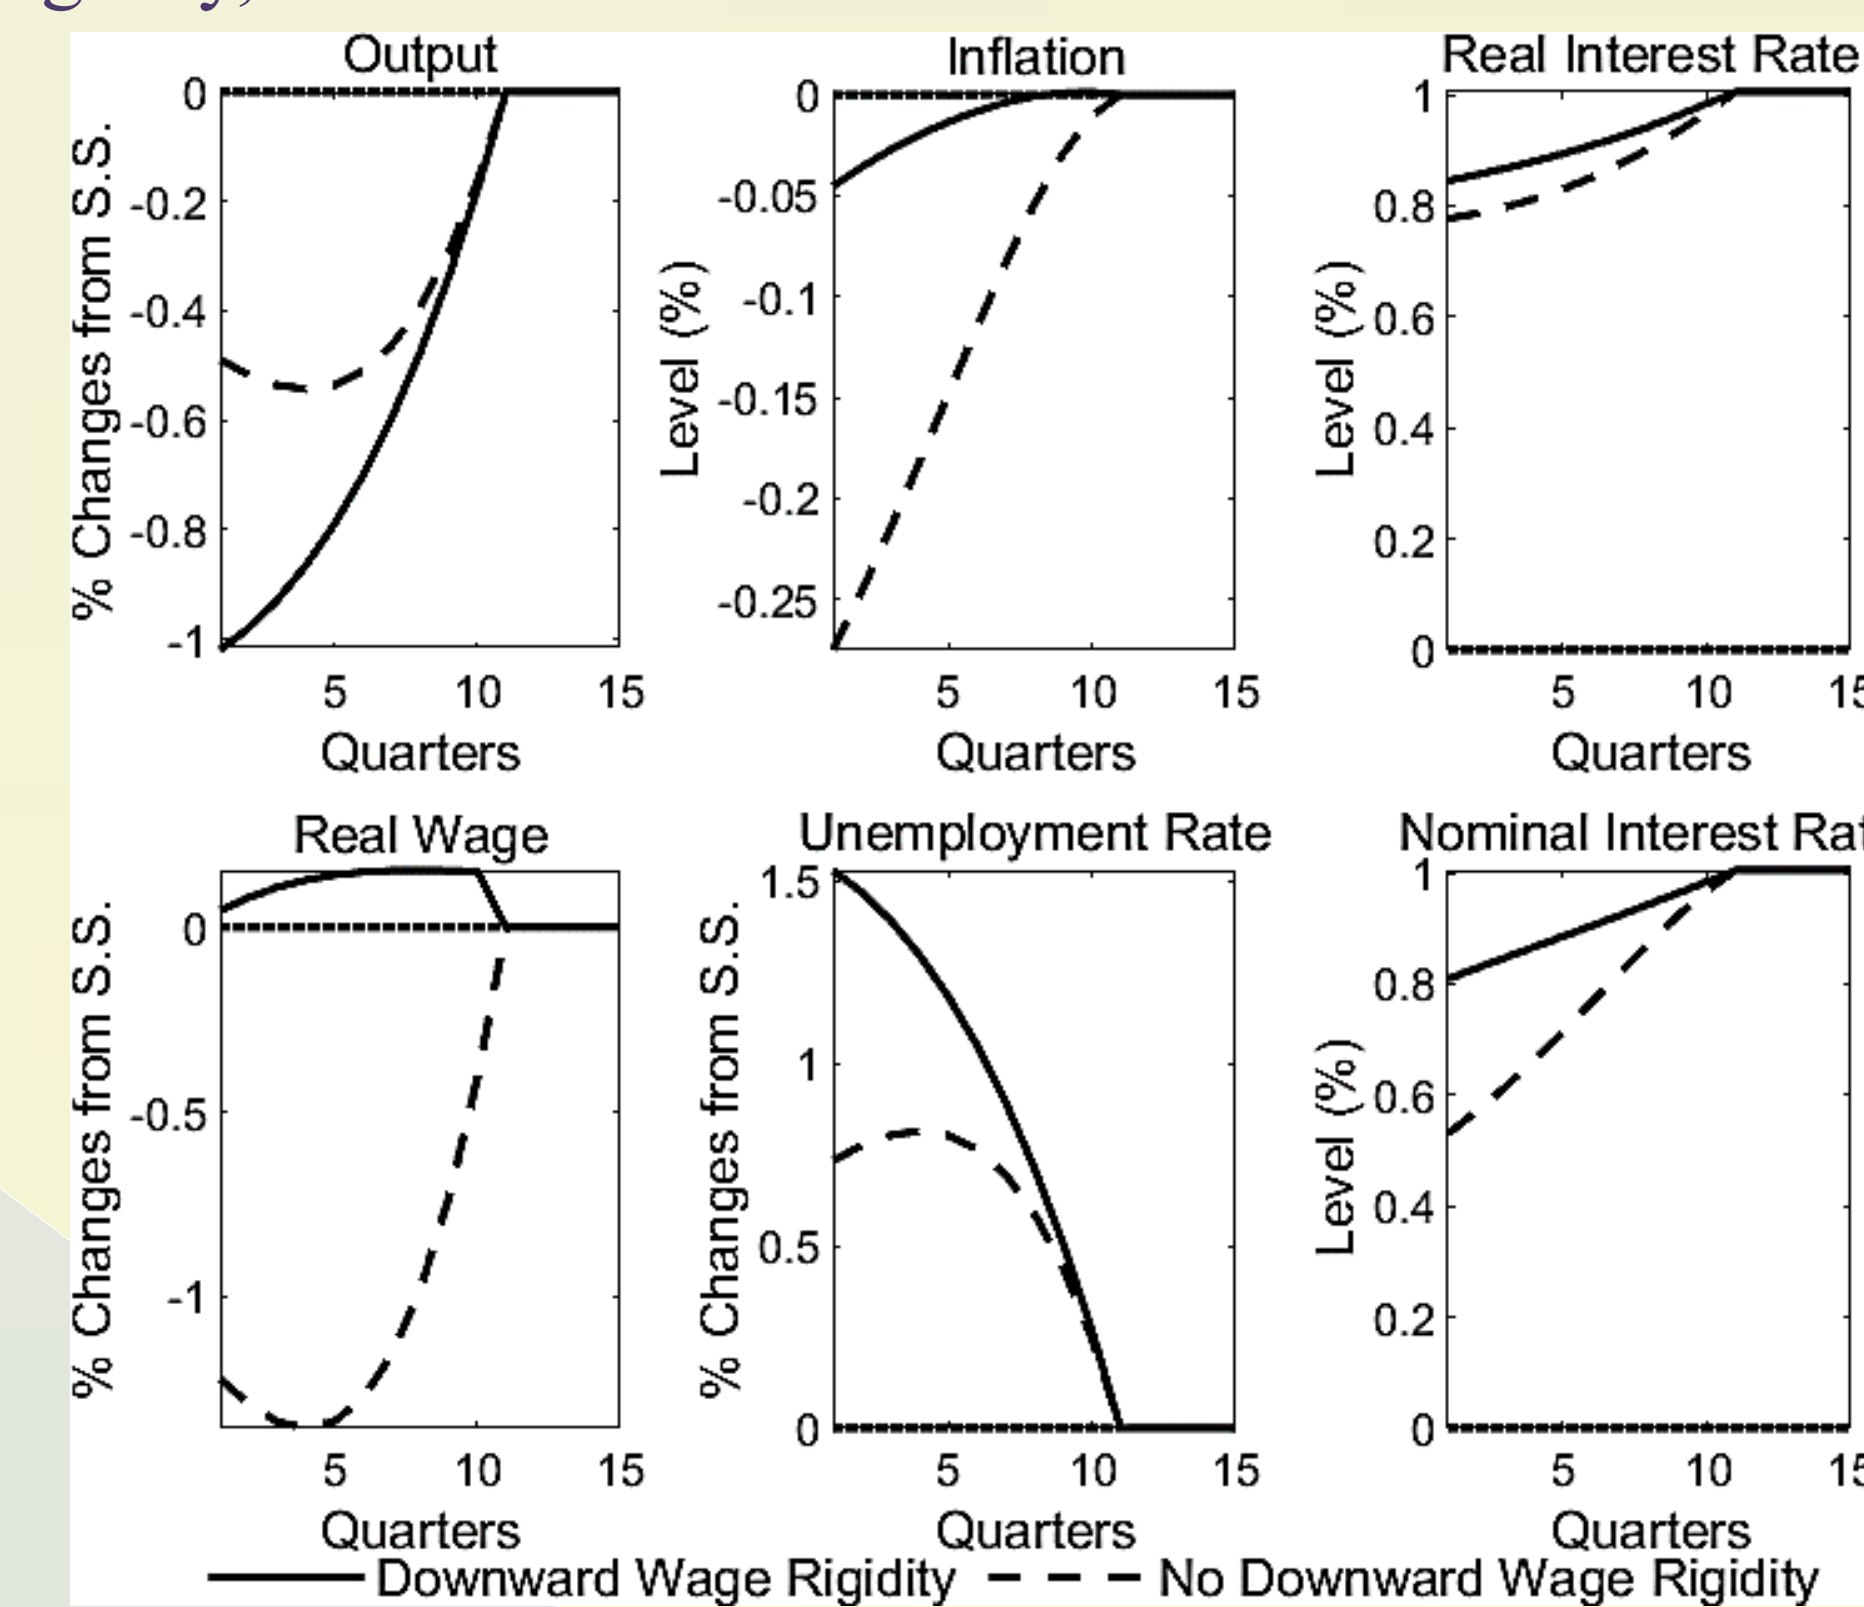 Output
0
-0.2
-0.4
-0.6
-0.8
-1
% Changes from S.S.
5 10 15
Quarters
Inflation
0
-0.05
-0.1
-0.15
-0.2
-0.25
Level (%)
5 10 15
Quarters
Real Interest Rate
1
0.8
0.6
0.4
0.2
0
Level (%)
5 10 15
Quarters
Real Wage
0
-0.5
-1
% Changes from S.S.
5 10 15
Quarters
Unemployment Rate
1.5
1
0.5
0
% Changes from S.S.
5 10 15
Quarters
Nominal Interest Rat
1
0.8
0.6
0.4
0.2
0
Level (%)
5 10 15
Quarters
Downward Wage Rigidity No Downward Wage Rigidity